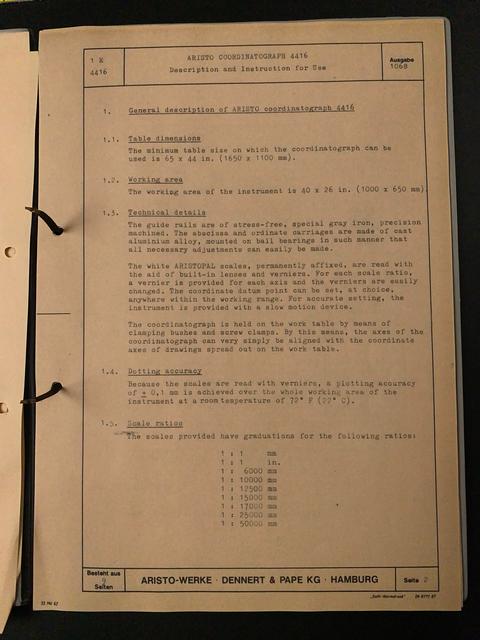 1 E
4416
ARISTO COORDINATOGRAPH 4416
Description and Instruction for Use
Ausgabe
1068
1. General description of ARISTO coordinatograph 4416
1.1. Table dimensions
The minimum table size on which the coordinatograph can be
used is 65 x 44 in. (1650 x 1100 mm).
1.2. Working area
The working area of the instrument is 40 x 26 in. (1000 x 650 mm).
1.3. Technical details
The guide rails are of stress-free, special gray iron, precision
machined. The abscissa and ordinate carriages are made of cast
aluminium alloy, mounted on ball bearings in such manner that
all necessary adjustments can easily be made.
The white ARISTOPAL scales, permanently affixed, are read with
the aid of built-in lenses and verniers. For each scale ratio,
a vernier is provided for each axis and the verniers are easily
changed. The coordinate datum point can be set, at choice,
anywhere within the working range. For accurate setting, the
instrument is provided with a slow motion device.
The coordinatograph is held on the work table by means of
clamping bushes and screw clamps. By this means, the axes of the
coordinatograph can very simply be aligned with the coordinate
axes of drawings spread out on the work table.
1.4. Dotting accuracy
Because the scales are read with verniers, a plotting accuracy
of ± 0,1 mm is achieved over the whole working area of the
instrument at a room temperature of 72° F (22° C).
1.5. Scale ratios
The scales provided have graduations for the following ratios:
1 : 1 mm
1 : 1 in.
1 : 6000 mm
1 : 10000 mm
1 : 12500 mm
1 : 15000 mm
1 : 17000 mm
1 : 25000 mm
1 : 50000 mm
Besteht aus
9
Seiten
ARISTO-WERKE · DENNERT & PAPE KG · HAMBURG
Seite 2